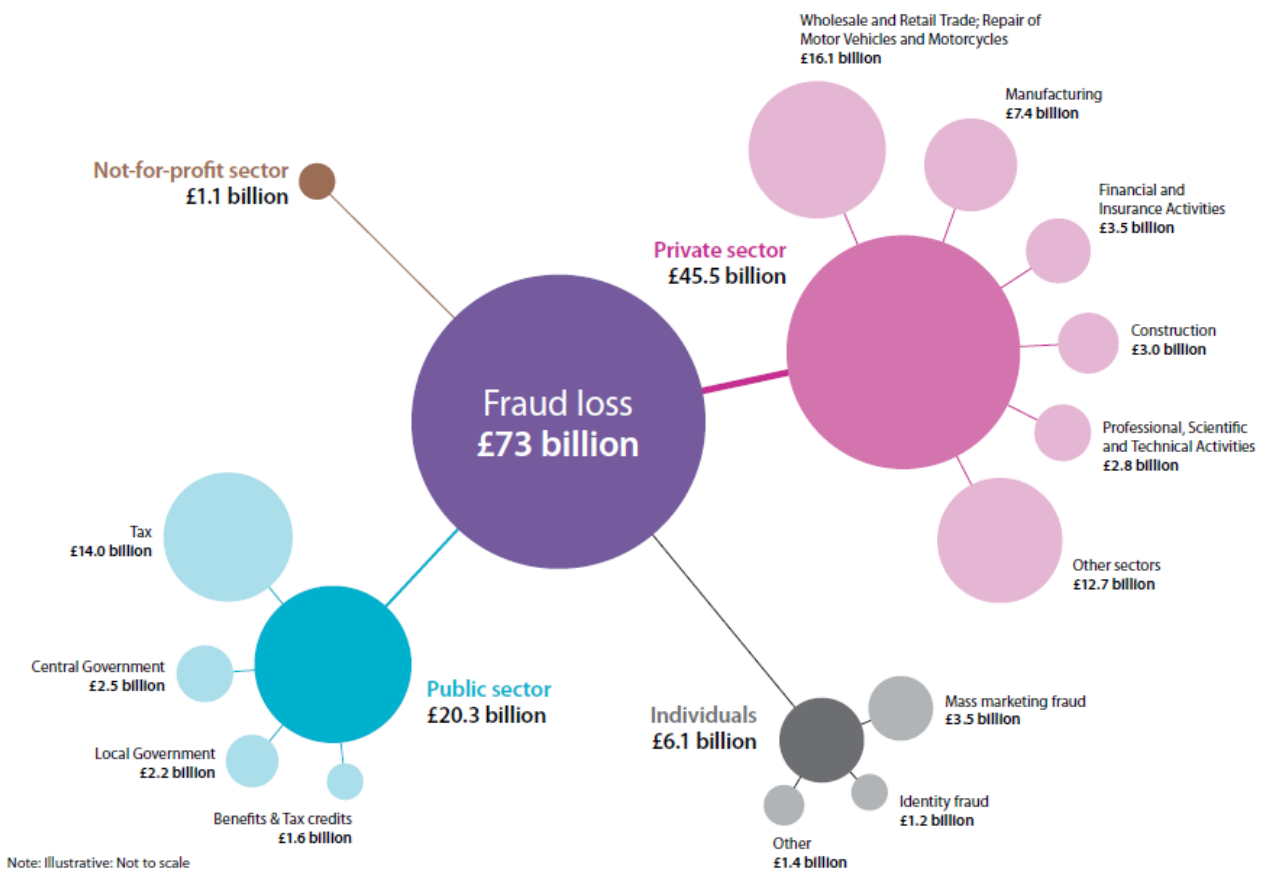 Wholesale and Retail Trade; Repair of
Motor Vehicles and Motorcycles
£16.1 billion
Manufacturing
£7.4 billion
Not-for-profit sector
£1.1 billion
Financial and
Insurance Activities
£3.5 billion
Private sector
£45.5 billion
Construction
£3.0 billion
Fraud loss
£73 billion
Professional, Scientific
and Technical Activities
£2.8 billion
Other sectors
£12.7 billion
Tax
£14.0 billion
Central Government
£2.5 billion
Public sector
£20.3 billion
Local Government
£2.2 billion
Benefits & Tax credits
£1.6 billion
Individuals
£6.1 billion
Mass marketing fraud
£3.5 billion
Identity fraud
£1.2 billion
Other
£1.4 billion
Note: Illustrative: Not to scale